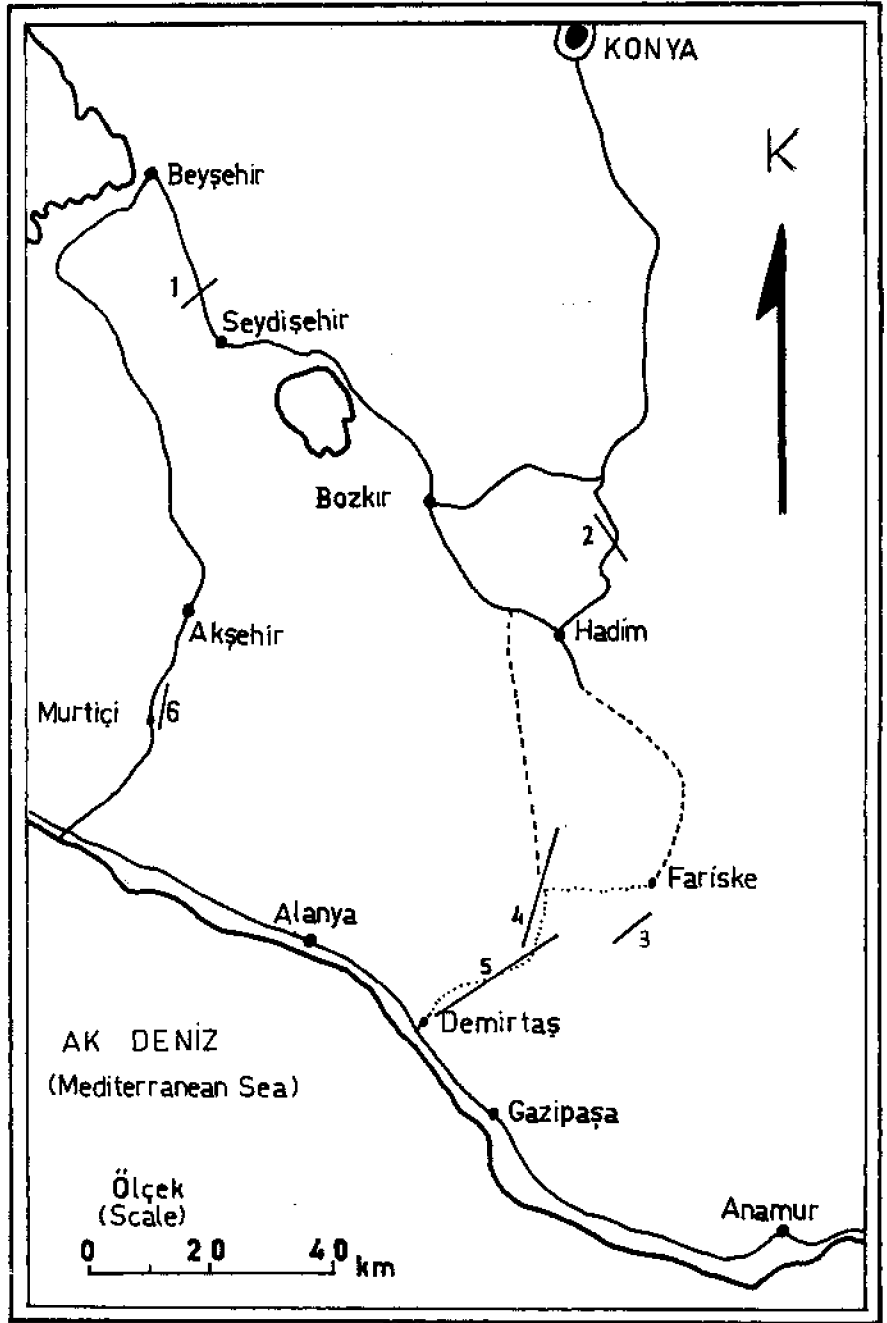 KONYA
K
Beyşehir
1
Seydişehir
Bozkır
2
Hadim
Akşehir
Murtiçi
6
Fariske
4
3
Alanya
5
Demirtaş
AK DENİZ
(Mediterranean Sea)
Gazipaşa
Ölçek
(Scale)
Anamur
0 20 40
km